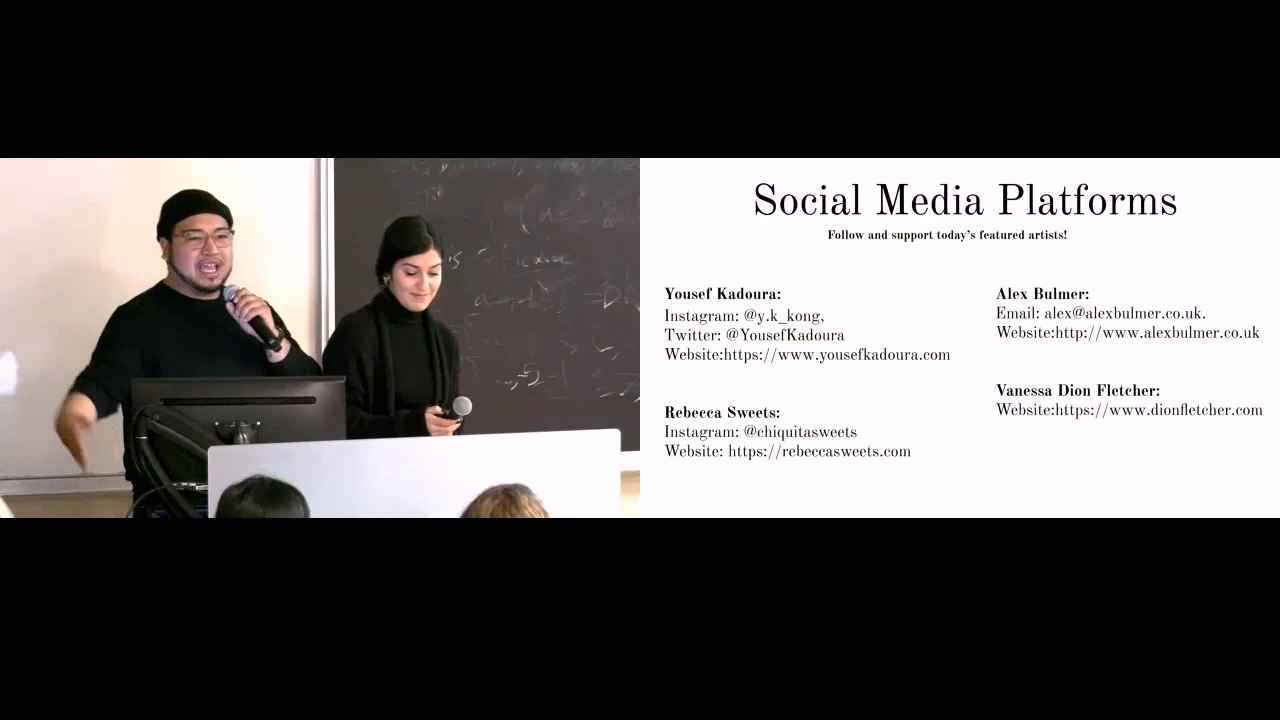 Social Media Platforms
Follow and support today's featured artists!
Yousef Kadoura:
Instagram: @y.k_kong,
Twitter: @YousefKadoura
Website:https://www.yousefkadoura.com
Rebecca Sweets:
Instagram: @chiquitasweets
Website: https://rebeccasweets.com
Alex Bulmer:
Email: alex@alexbulmer.co.uk.
Website:http://www.alexbulmer.co.uk
Vanessa Dion Fletcher:
Website:https://www.dionfletcher.com